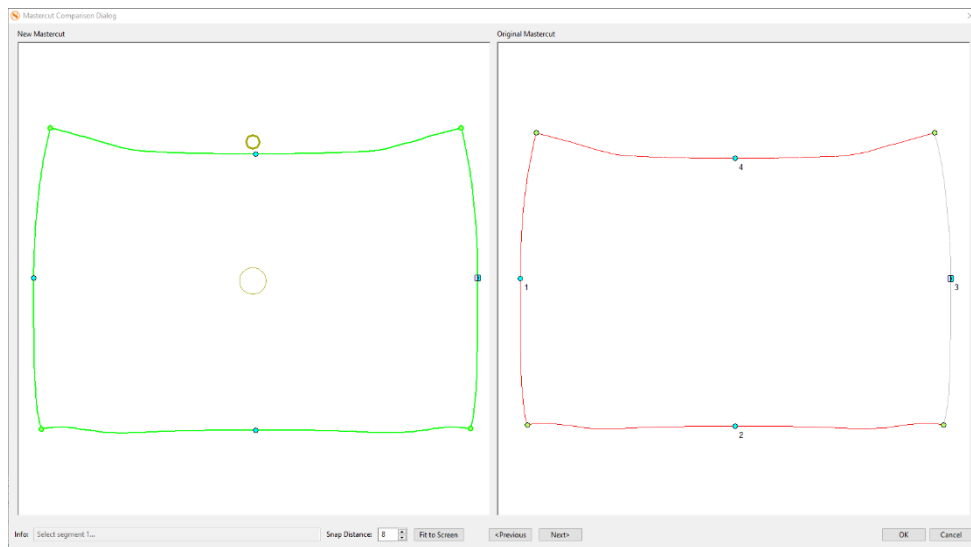 Mastercut Comparison Dialog
New Mastercut
Original Mastercut
4
1
3
2
Info: Select segment 1... Snap Distance: 8 Fit to Screen <Previous Next> OK Cancel